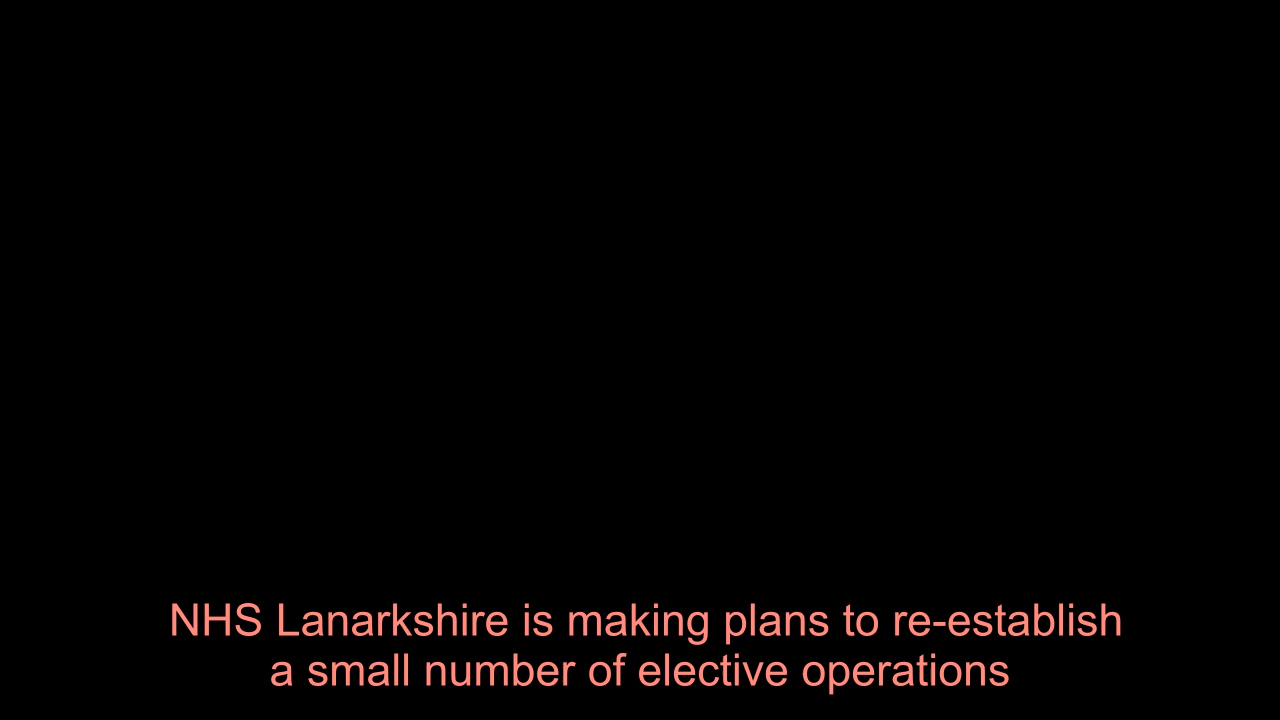 NHS Lanarkshire is making plans to re-establish
a small number of elective operations